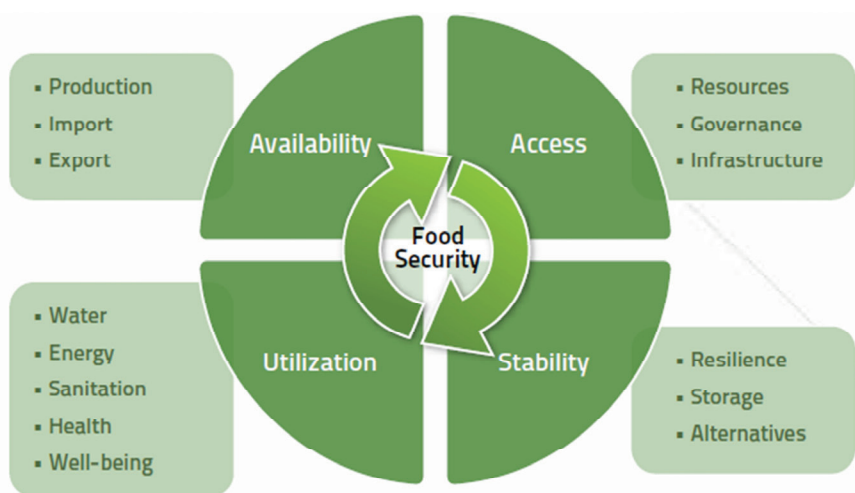 ▪ Production
▪ Import
▪ Export
Availability
Access
▪ Resources
▪ Governance
▪ Infrastructure
Food
Security
▪ Water
▪ Energy
▪ Sanitation
▪ Health
▪ Well-being
Utilization
Stability
▪ Resilience
▪ Storage
▪ Alternatives